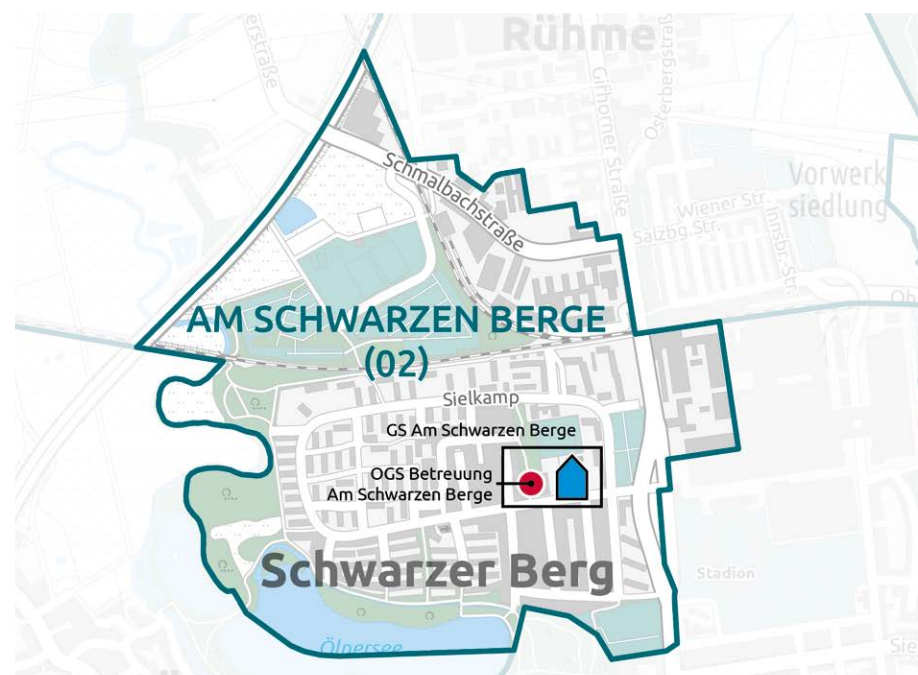 Rühme
Gifhorner Straße
Osterbergstraß
Schmalbachstraße
Vorwerk
siedlung
Wiener Str.
Salzbg. Str.
Innsbr.-Str.
AM SCHWARZEN BERGE
(02)
Sielkamp
GS Am Schwarzen Berge
OGS Betreuung
Am Schwarzen Berge
Schwarzer Berg
Stadion
Ölpersee